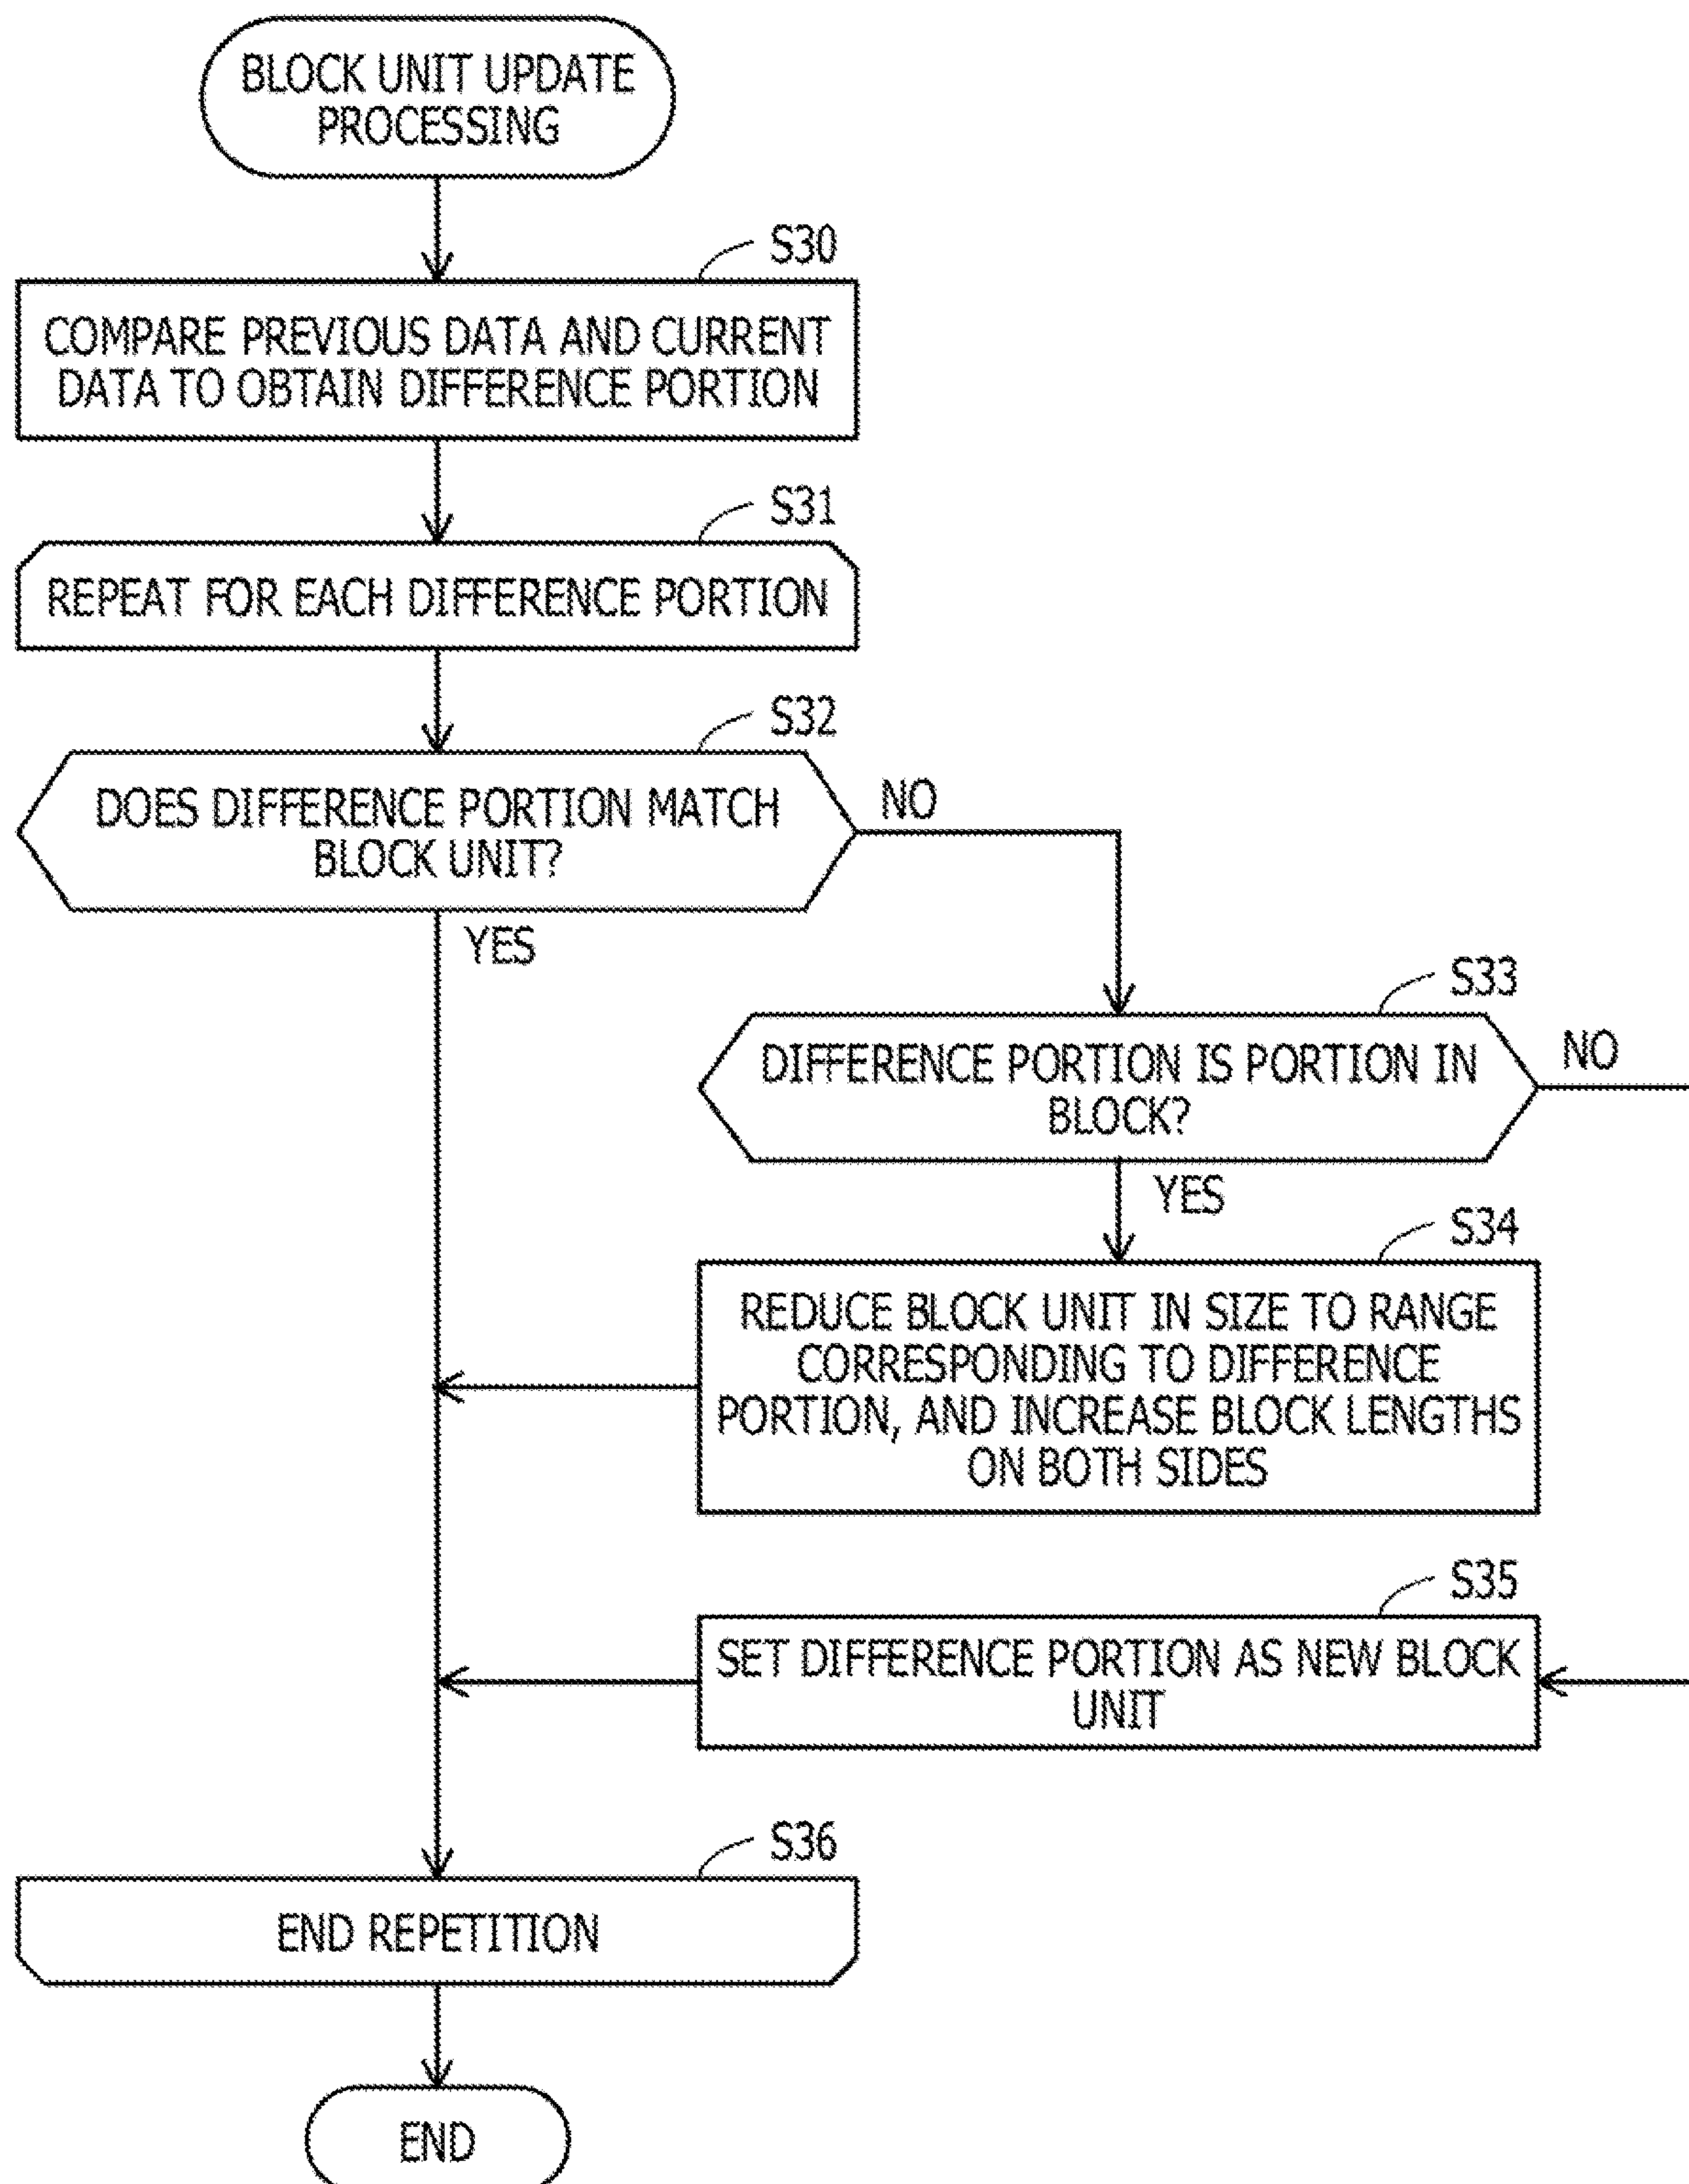 BLOCK UNIT UPDATE
PROCESSING
S30
COMPARE PREVIOUS DATA AND CURRENT
DATA TO OBTAIN DIFFERENCE PORTION
S31
REPEAT FOR EACH DIFFERENCE PORTION
S32
DOES DIFFERENCE PORTION MATCH
BLOCK UNIT?
NO
YES
S33
DIFFERENCE PORTION IS PORTION IN
BLOCK?
NO
YES
S34
REDUCE BLOCK UNIT IN SIZE TO RANGE
CORRESPONDING TO DIFFERENCE
PORTION, AND INCREASE BLOCK LENGTHS
ON BOTH SIDES
S35
SET DIFFERENCE PORTION AS NEW BLOCK
UNIT
S36
END REPETITION
END